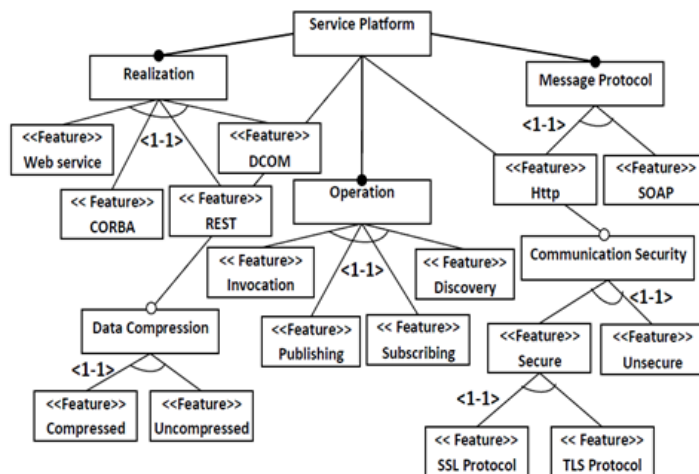 Service Platform
Realization
Message Protocol
<1-1>
<<Feature>>
Web service
<1-1>
<<Feature>>
DCOM
<<Feature>>
Http
<<Feature>>
SOAP
<< Feature>>
CORBA
<< Feature>>
REST
Operation
Communication Security
<< Feature>>
Invocation
<1-1>
<< Feature>>
Discovery
<1-1>
Data Compression
<<Feature>>
Publishing
<<Feature>>
Subscribing
<<Feature>>
Secure
<<Feature>>
Unsecure
<1-1>
<<Feature>>
Compressed
<<Feature>>
Uncompressed
<1-1>
<< Feature>>
SSL Protocol
<< Feature>>
TLS Protocol